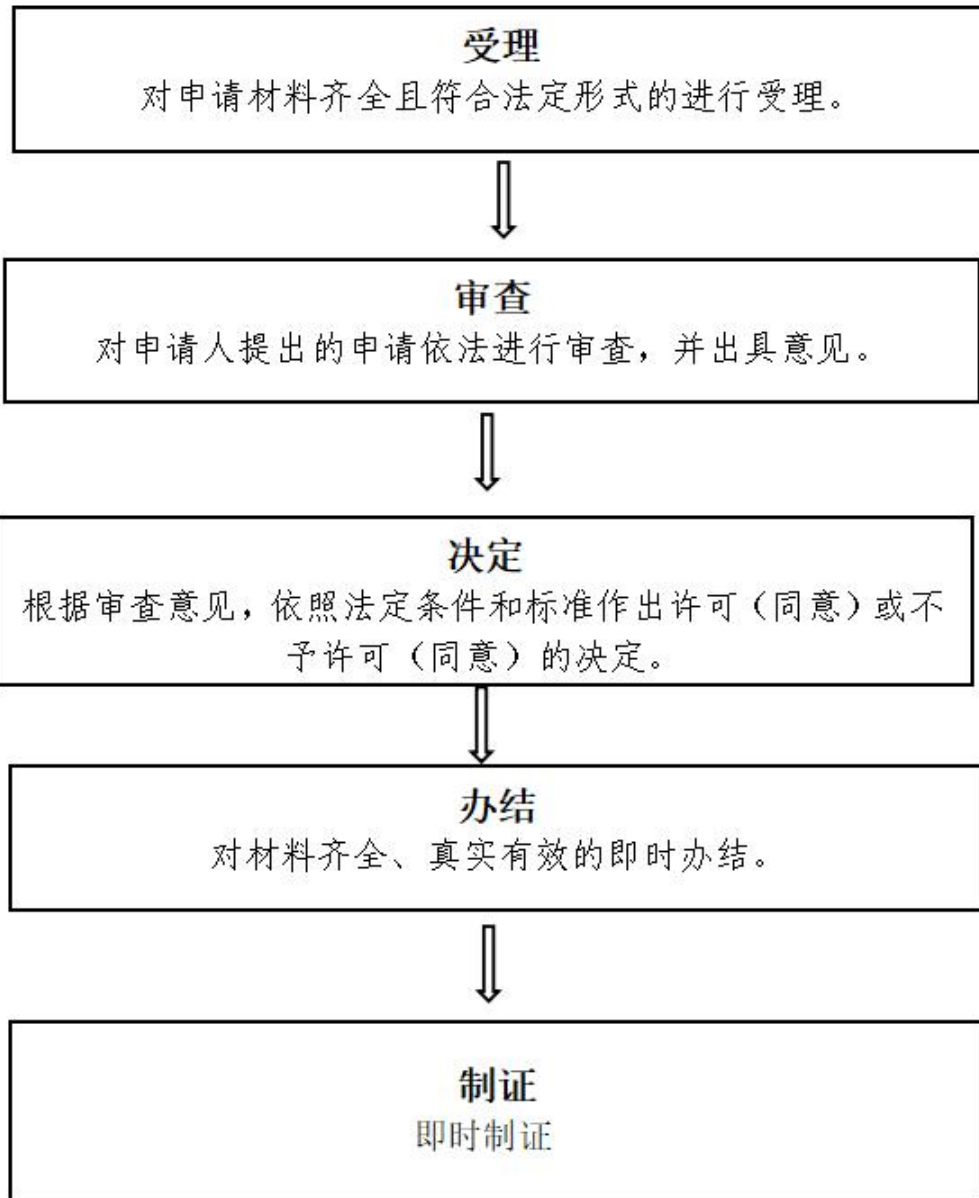 受理
对申请材料齐全且符合法定形式的进行受理。
审查
对申请人提出的申请依法进行审查，并出具意见。
决定
根据审查意见，依照法定条件和标准作出许可（同意）或不
予许可（同意）的决定。
办结
对材料齐全、真实有效的即时办结。
制证
即时制证